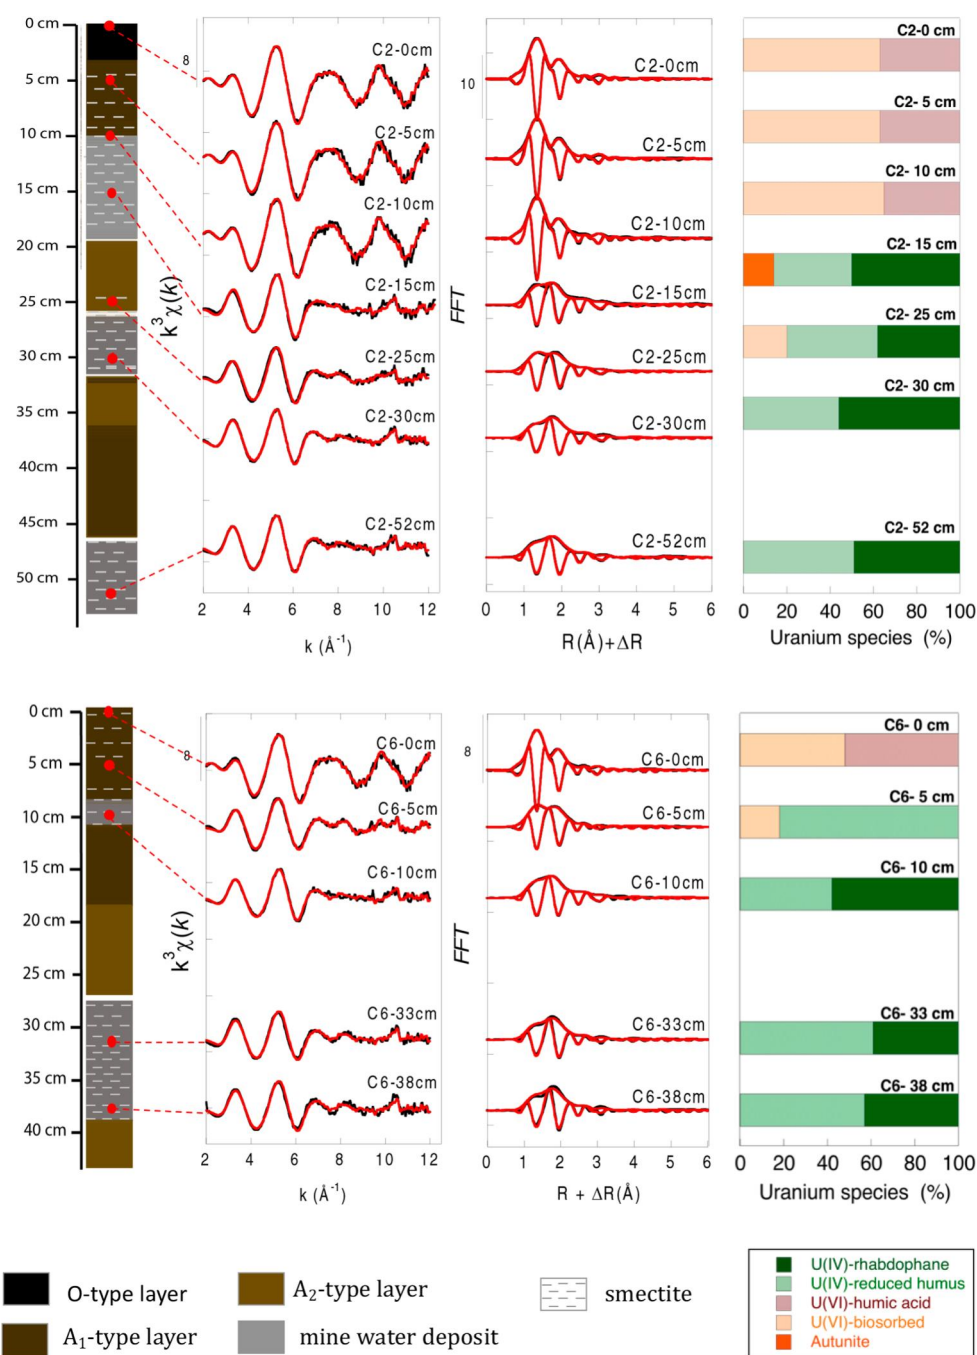 0 cm
5 cm
10 cm
15 cm
20 cm
25 cm
30 cm
35 cm
40cm
45cm
50 cm
k³χ(k)
8
C2-0cm
C2-5cm
C2-10cm
C2-15cm
C2-25cm
C2-30cm
C2-52cm
2 4 6 8 10 12
k (Å⁻¹)
FFT
10
C2-0cm
C2-5cm
C2-10cm
C2-15cm
C2-25cm
C2-30cm
C2-52cm
0 1 2 3 4 5 6
R(Å)+ΔR
C2-0 cm
C2- 5 cm
C2- 10 cm
C2- 15 cm
C2- 25 cm
C2- 30 cm
C2- 52 cm
0 20 40 60 80 100
Uranium species (%)
0 cm
5 cm
10 cm
15 cm
20 cm
25 cm
30 cm
35 cm
40 cm
k³χ(k)
8
C6-0cm
C6-5cm
C6-10cm
C6-33cm
C6-38cm
2 4 6 8 10 12
k (Å⁻¹)
FFT
8
C6-0cm
C6-5cm
C6-10cm
C6-33cm
C6-38cm
0 1 2 3 4 5 6
R + ΔR(Å)
C6- 0 cm
C6- 5 cm
C6- 10 cm
C6- 33 cm
C6- 38 cm
0 20 40 60 80 100
Uranium species (%)
O-type layer
A₂-type layer
smectite
A₁-type layer
mine water deposit
U(IV)-rhabdophane
U(IV)-reduced humus
U(VI)-humic acid
U(VI)-biosorbed
Autunite